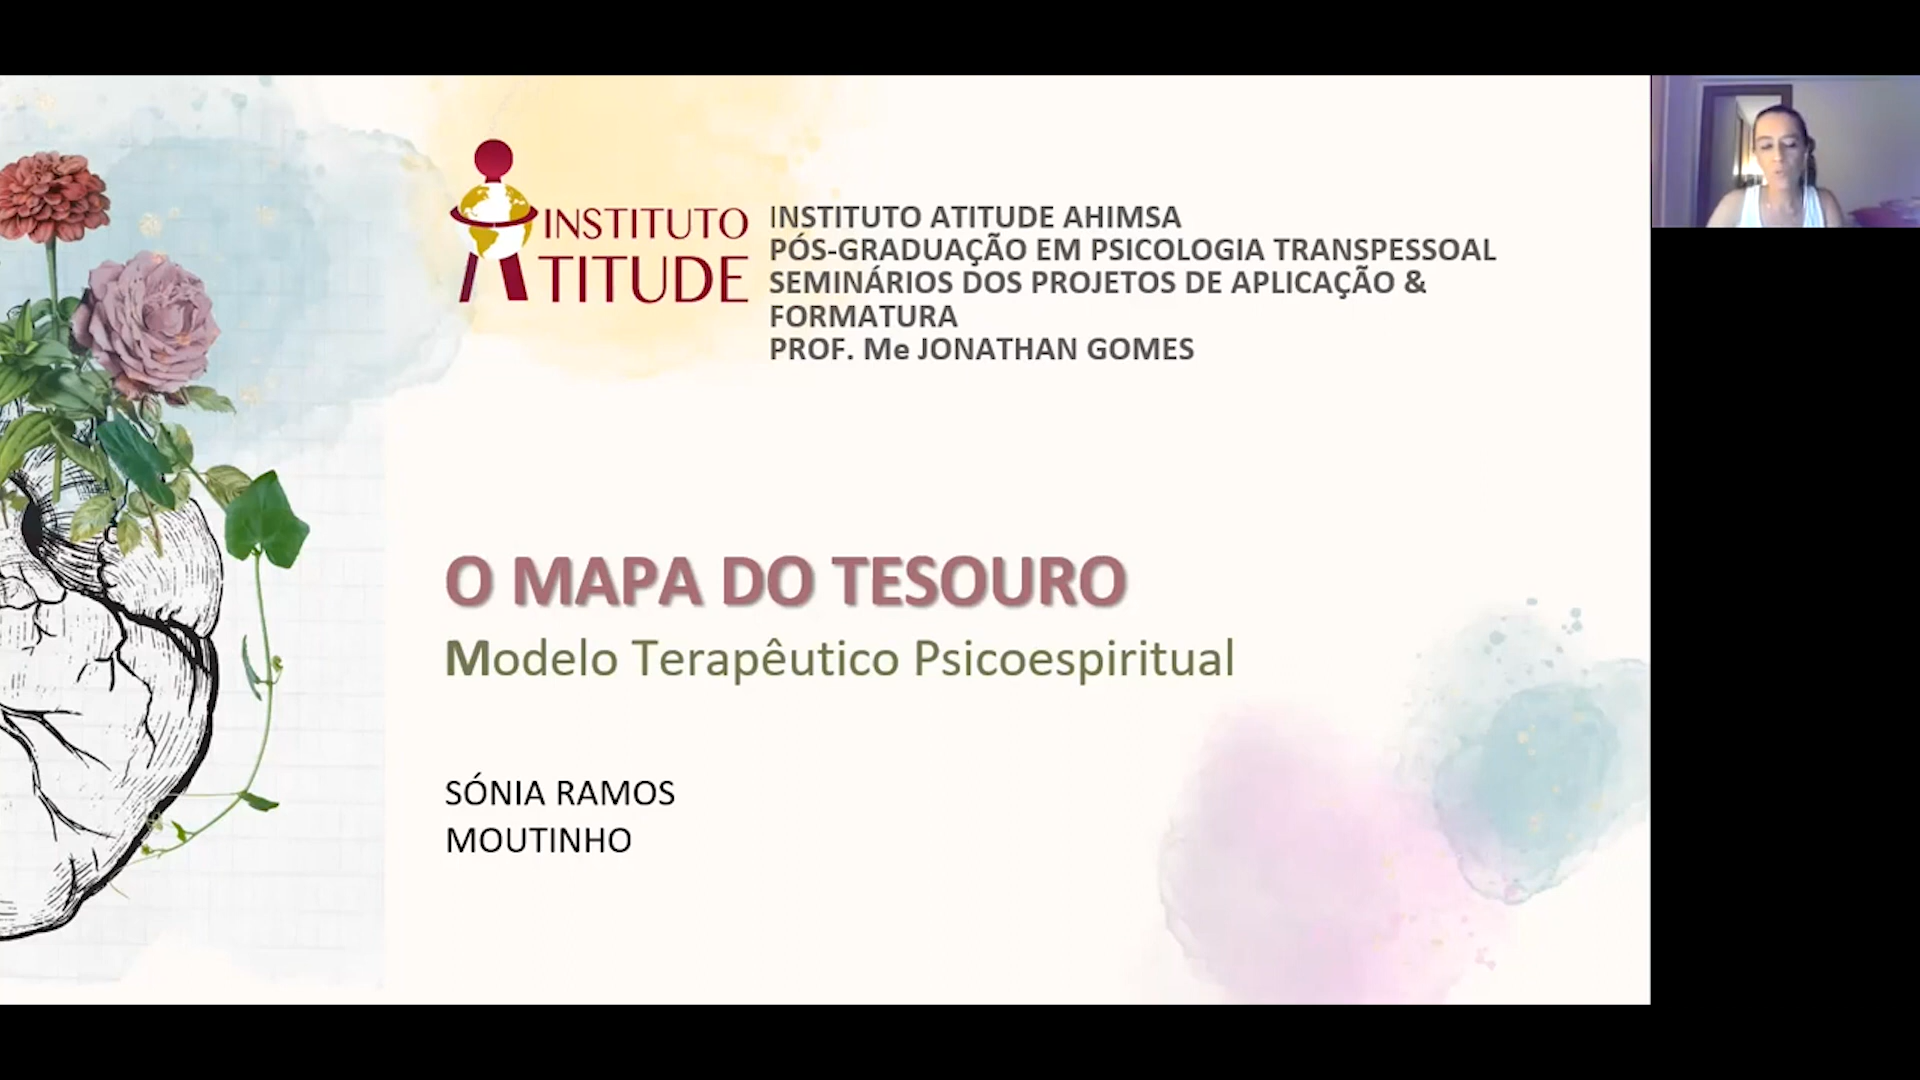 INSTITUTO
ATITUDE
INSTITUTO ATITUDE AHIMSA
PÓS-GRADUAÇÃO EM PSICOLOGIA TRANSPESSOAL
SEMINÁRIOS DOS PROJETOS DE APLICAÇÃO &
FORMATURA
PROF. Me JONATHAN GOMES
O MAPA DO TESOURO
Modelo Terapêutico Psicoespiritual
SÓNIA RAMOS
MOUTINHO